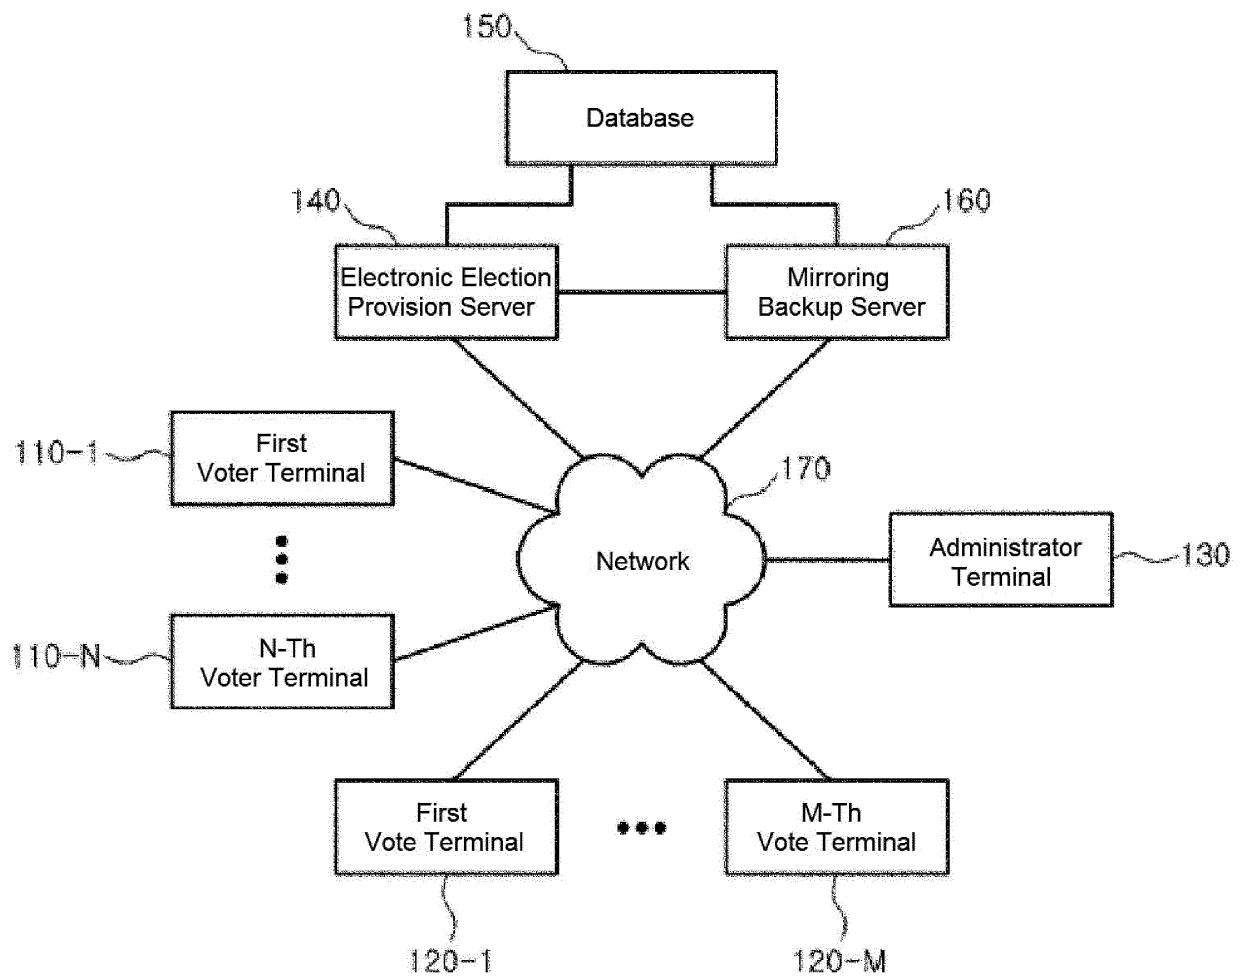 150
Database
140
160
Electronic Election
Provision Server
Mirroring
Backup Server
110-1
First
Voter Terminal
170
Network
Administrator
Terminal
130
110-N
N-Th
Voter Terminal
First
Vote Terminal
M-Th
Vote Terminal
120-1
120-M